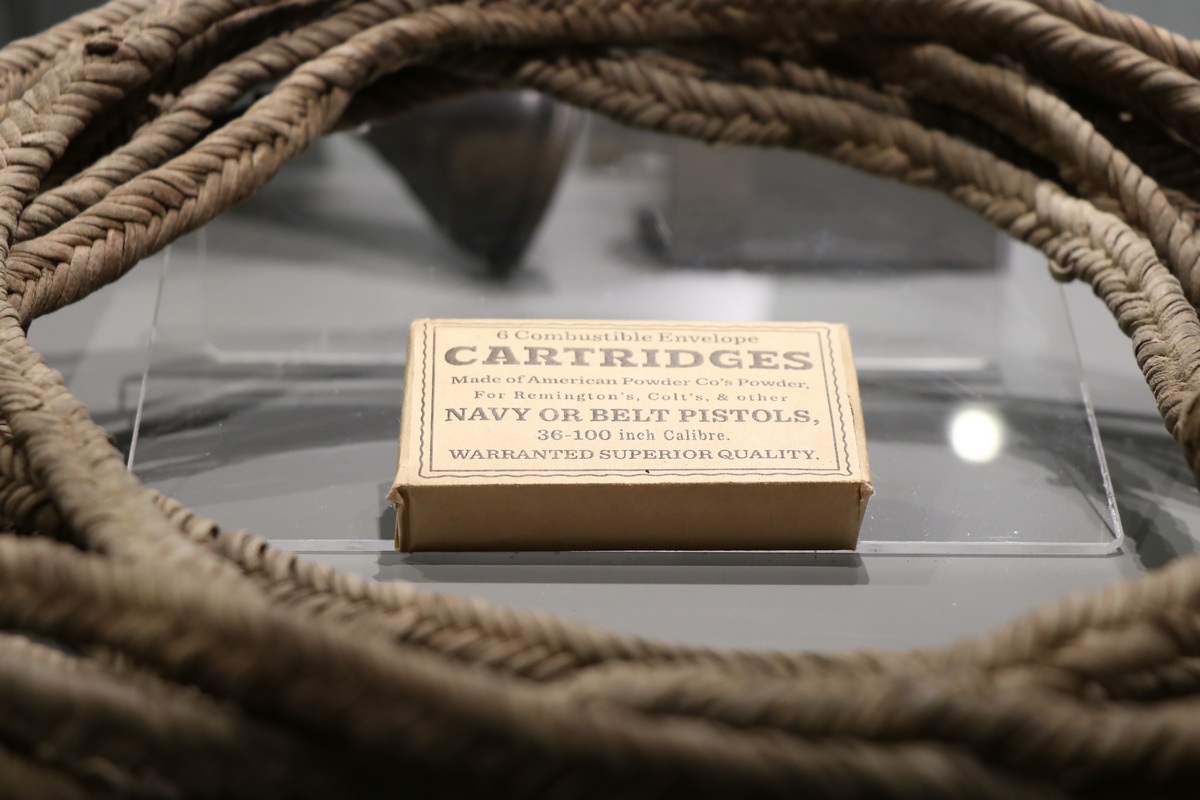 6 Combustible Envelope
CARTRIDGES
Made of American Powder Co's Powder,
For Remington's, Colt's, & other
NAVY OR BELT PISTOLS,
36-100 inch Calibre.
WARRANTED SUPERIOR QUALITY.